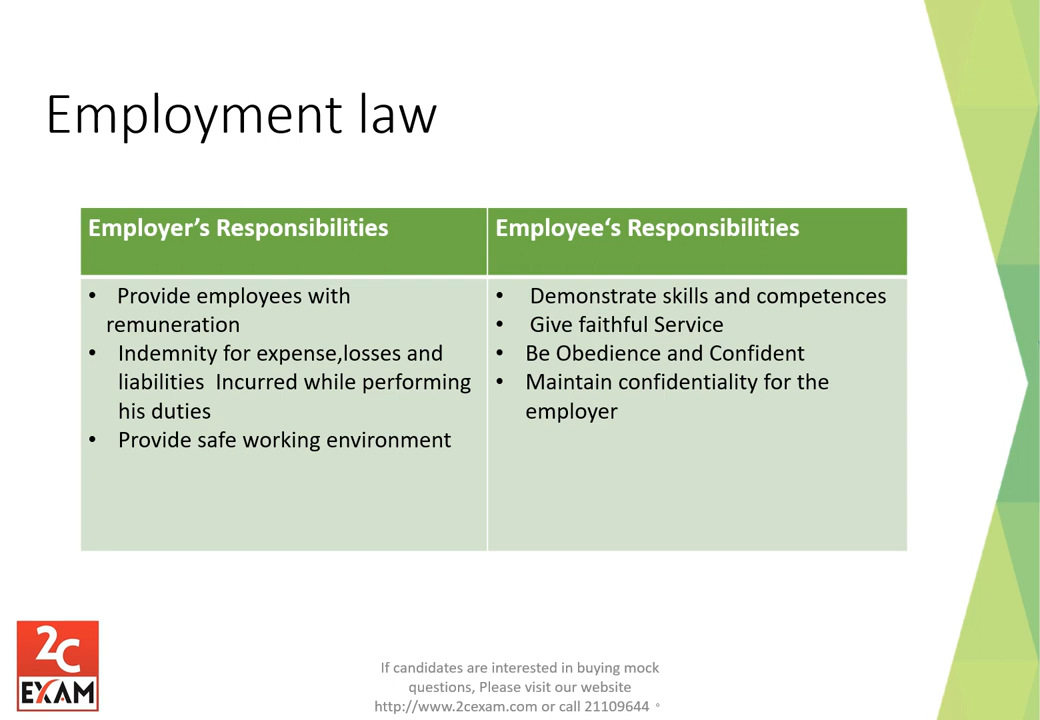 Employment law
Employer’s Responsibilities
Employee‘s Responsibilities
• Provide employees with
remuneration
• Indemnity for expense,losses and
liabilities Incurred while performing
his duties
• Provide safe working environment
• Demonstrate skills and competences
• Give faithful Service
• Be Obedience and Confident
• Maintain confidentiality for the
employer
2C
EXAM
If candidates are interested in buying mock
questions, Please visit our website
http://www.2cexam.com or call 21109644 。